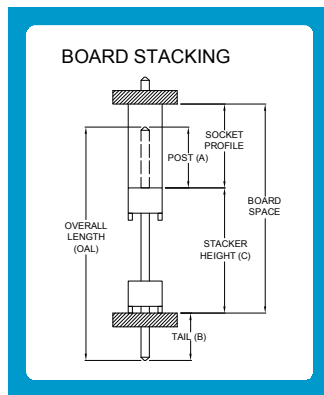 BOARD STACKING
SOCKET
PROFILE
POST (A)
BOARD
SPACE
OVERALL
LENGTH
(OAL)
STACKER
HEIGHT (C)
TAIL (B)